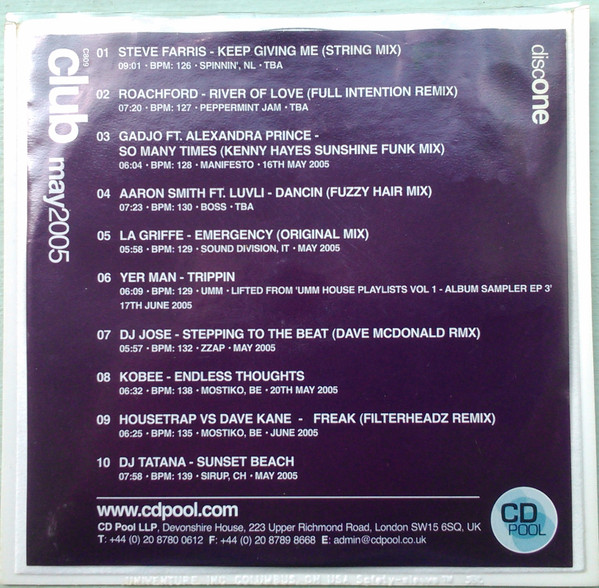 CB09
club may2005
discone
01 STEVE FARRIS - KEEP GIVING ME (STRING MIX)
09:01 • BPM: 126 • SPINNIN', NL • TBA
02 ROACHFORD - RIVER OF LOVE (FULL INTENTION REMIX)
07:20 • BPM: 127 • PEPPERMINT JAM • TBA
03 GADJO FT. ALEXANDRA PRINCE -
SO MANY TIMES (KENNY HAYES SUNSHINE FUNK MIX)
06:04 • BPM: 128 • MANIFESTO • 16TH MAY 2005
04 AARON SMITH FT. LUVLI - DANCIN (FUZZY HAIR MIX)
07:23 • BPM: 130 • BOSS • TBA
05 LA GRIFFE - EMERGENCY (ORIGINAL MIX)
05:58 • BPM: 129 • SOUND DIVISION, IT • MAY 2005
06 YER MAN - TRIPPIN
06:09 • BPM: 129 • UMM • LIFTED FROM 'UMM HOUSE PLAYLISTS VOL 1 - ALBUM SAMPLER EP 3'
17TH JUNE 2005
07 DJ JOSE - STEPPING TO THE BEAT (DAVE MCDONALD RMX)
05:57 • BPM: 132 • ZZAP • MAY 2005
08 KOBEE - ENDLESS THOUGHTS
06:32 • BPM: 138 • MOSTIKO, BE • 20TH MAY 2005
09 HOUSETRAP VS DAVE KANE - FREAK (FILTERHEADZ REMIX)
06:25 • BPM: 135 • MOSTIKO, BE • JUNE 2005
10 DJ TATANA - SUNSET BEACH
07:58 • BPM: 139 • SIRUP, CH • MAY 2005
www.cdpool.com
CD Pool LLP, Devonshire House, 223 Upper Richmond Road, London SW15 6SQ, UK
T: +44 (0) 20 8780 0612 F: +44 (0) 20 8789 8668 E: admin@cdpool.co.uk
CD
POOL
UNIVENTURE, INC. COLUMBUS, OH USA